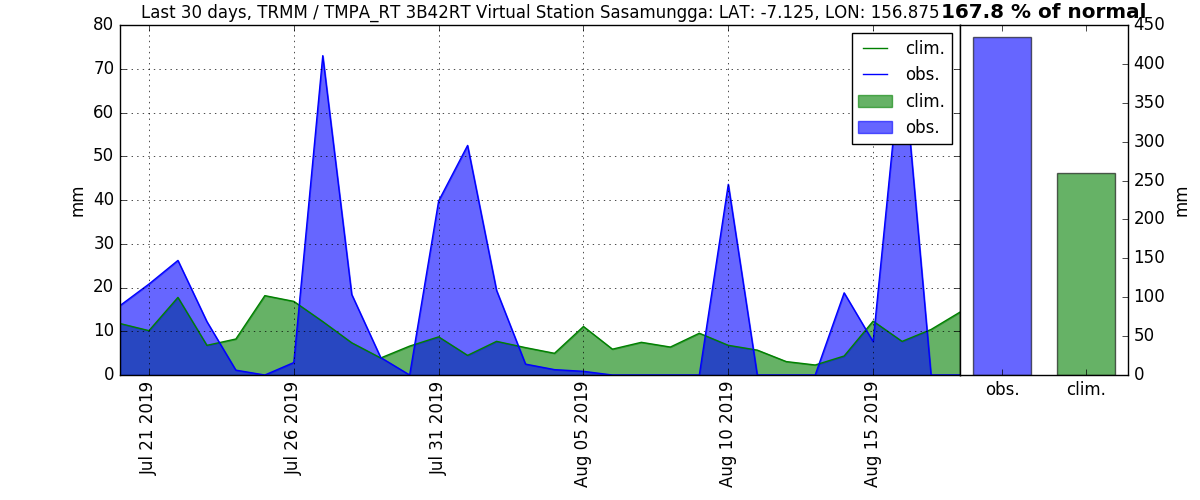 Last 30 days, TRMM / TMPA_RT 3B42RT Virtual Station Sasamungga: LAT: -7.125, LON: 156.875
167.8 % of normal
80
70
60
50
40
30
20
10
0
mm
clim.
obs.
clim.
obs.
Jul 21 2019
Jul 26 2019
Jul 31 2019
Aug 05 2019
Aug 10 2019
Aug 15 2019
450
400
350
300
250
200
150
100
50
0
mm
obs.
clim.